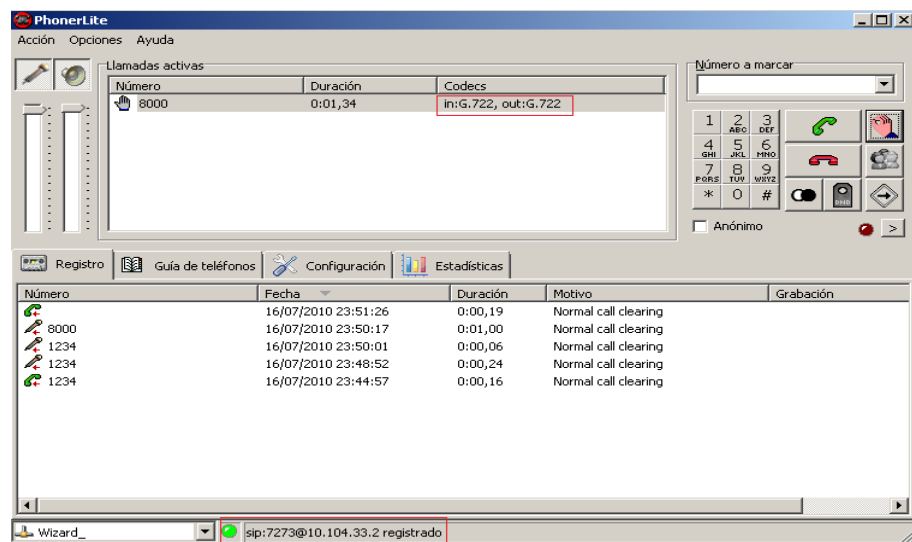 PhonerLite
Acción Opciones Ayuda
Llamadas activas
Número Duración Codecs
8000 0:01,34 in:G.722, out:G.722
Número a marcar
1 2 ABC 3 DEF
4 GHI 5 JKL 6 MNO
7 PQRS 8 TUV 9 WXYZ
* 0 #
DND
Anónimo >
Registro Guía de teléfonos Configuración Estadísticas
Número Fecha Duración Motivo Grabación
16/07/2010 23:51:26 0:00,19 Normal call clearing
8000 16/07/2010 23:50:17 0:01,00 Normal call clearing
1234 16/07/2010 23:50:01 0:00,06 Normal call clearing
1234 16/07/2010 23:48:52 0:00,24 Normal call clearing
1234 16/07/2010 23:44:57 0:00,16 Normal call clearing
Wizard_ sip:7273@10.104.33.2 registrado